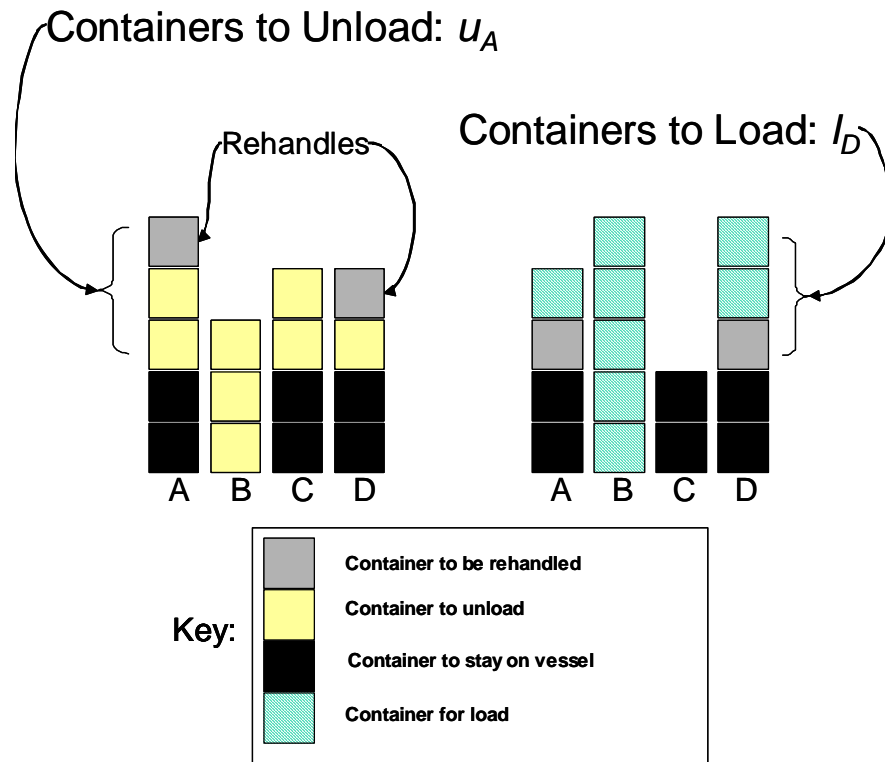 Containers to Unload: uA
Rehandles
Containers to Load: lD
A B C D
A B C D
Key:
Container to be rehandled
Container to unload
Container to stay on vessel
Container for load